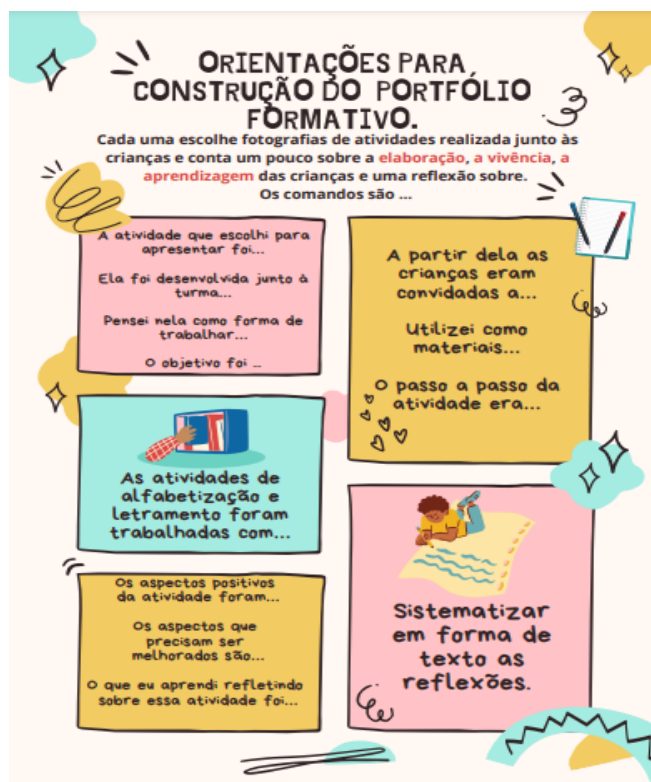 ORIENTAÇÕES PARA
CONSTRUÇÃO DO PORTFÓLIO
FORMATIVO.
Cada uma escolhe fotografias de atividades realizada junto às
crianças e conta um pouco sobre a elaboração, a vivência, a
aprendizagem das crianças e uma reflexão sobre.
Os comandos são ...
A atividade que escolhi para
apresentar foi...
Ela foi desenvolvida junto à
turma...
Pensei nela como forma de
trabalhar...
O objetivo foi ...
A partir dela as
crianças eram
convidadas a...
Utilizei como
materiais...
O passo a passo da
atividade era...
As atividades de
alfabetização e
letramento foram
trabalhadas com...
Os aspectos positivos
da atividade foram...
Os aspectos que
precisam ser
melhorados são...
O que eu aprendi refletindo
sobre essa atividade foi...
Sistematizar
em forma de
texto as
reflexões.